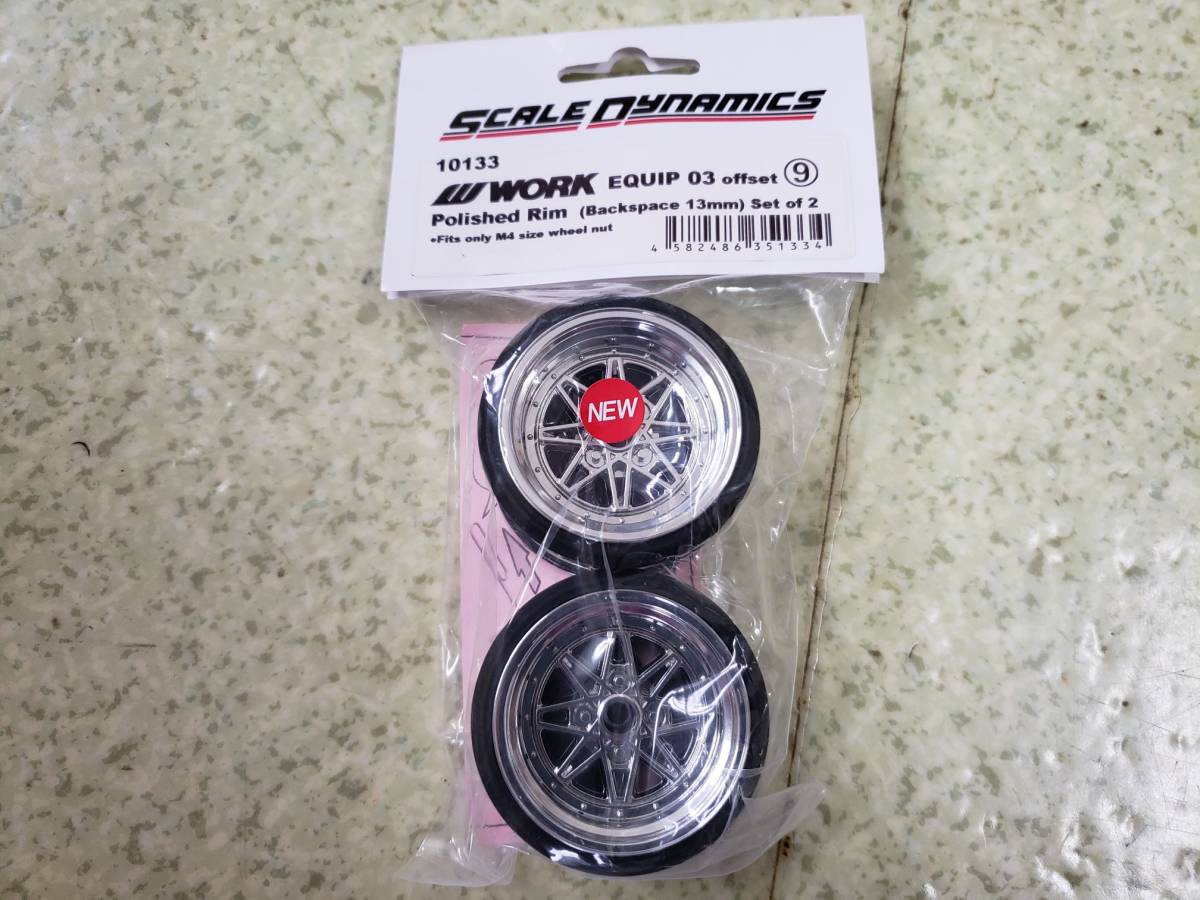 SCALE DYNAMICS
10133
WORK EQUIP 03 offset ⑨
Polished Rim (Backspace 13mm) Set of 2
•Fits only M4 size wheel nut
4 582486 351334
NEW